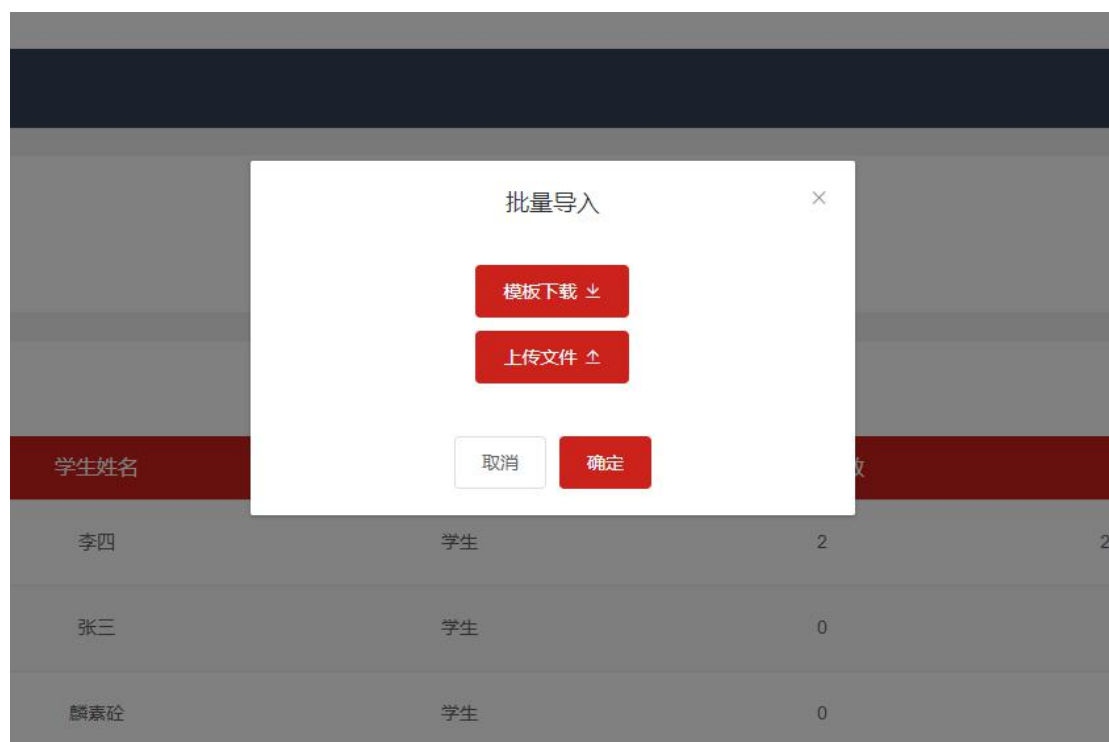 批量导入
模板下载
上传文件
取消 确定
学生姓名 数
李四 学生 2 2
张三 学生 0
麟素砼 学生 0